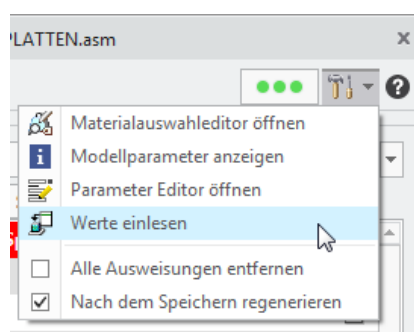 PLATTEN.asm
Materialauswahleditor öffnen
Modellparameter anzeigen
Parameter Editor öffnen
Werte einlesen
Alle Ausweisungen entfernen
Nach dem Speichern regenerieren